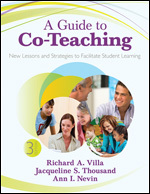 A Guide to
Co-Teaching
New Lessons and Strategies to Facilitate Student Learning
3
Richard A. Villa
Jacqueline S. Thousand
Ann I. Nevin